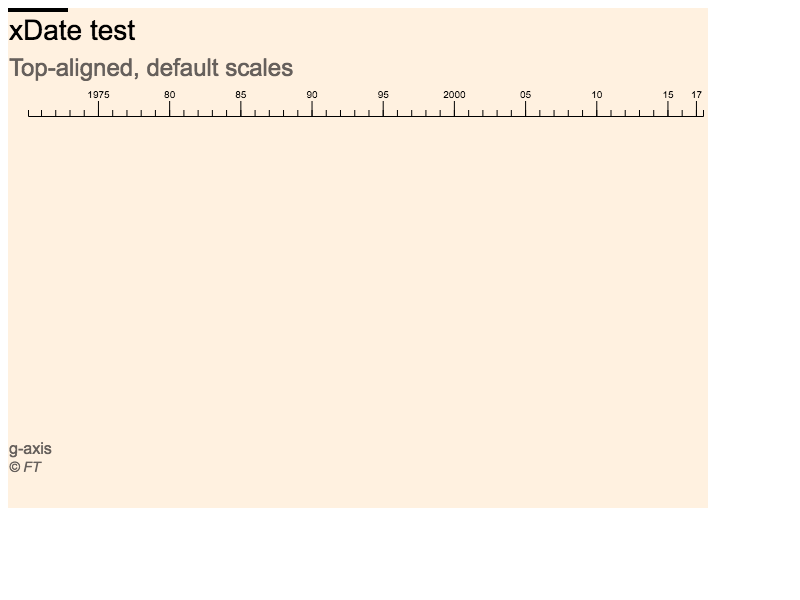 xDate test
Top-aligned, default scales
1975 80 85 90 95 2000 05 10 15 17
g-axis
© FT